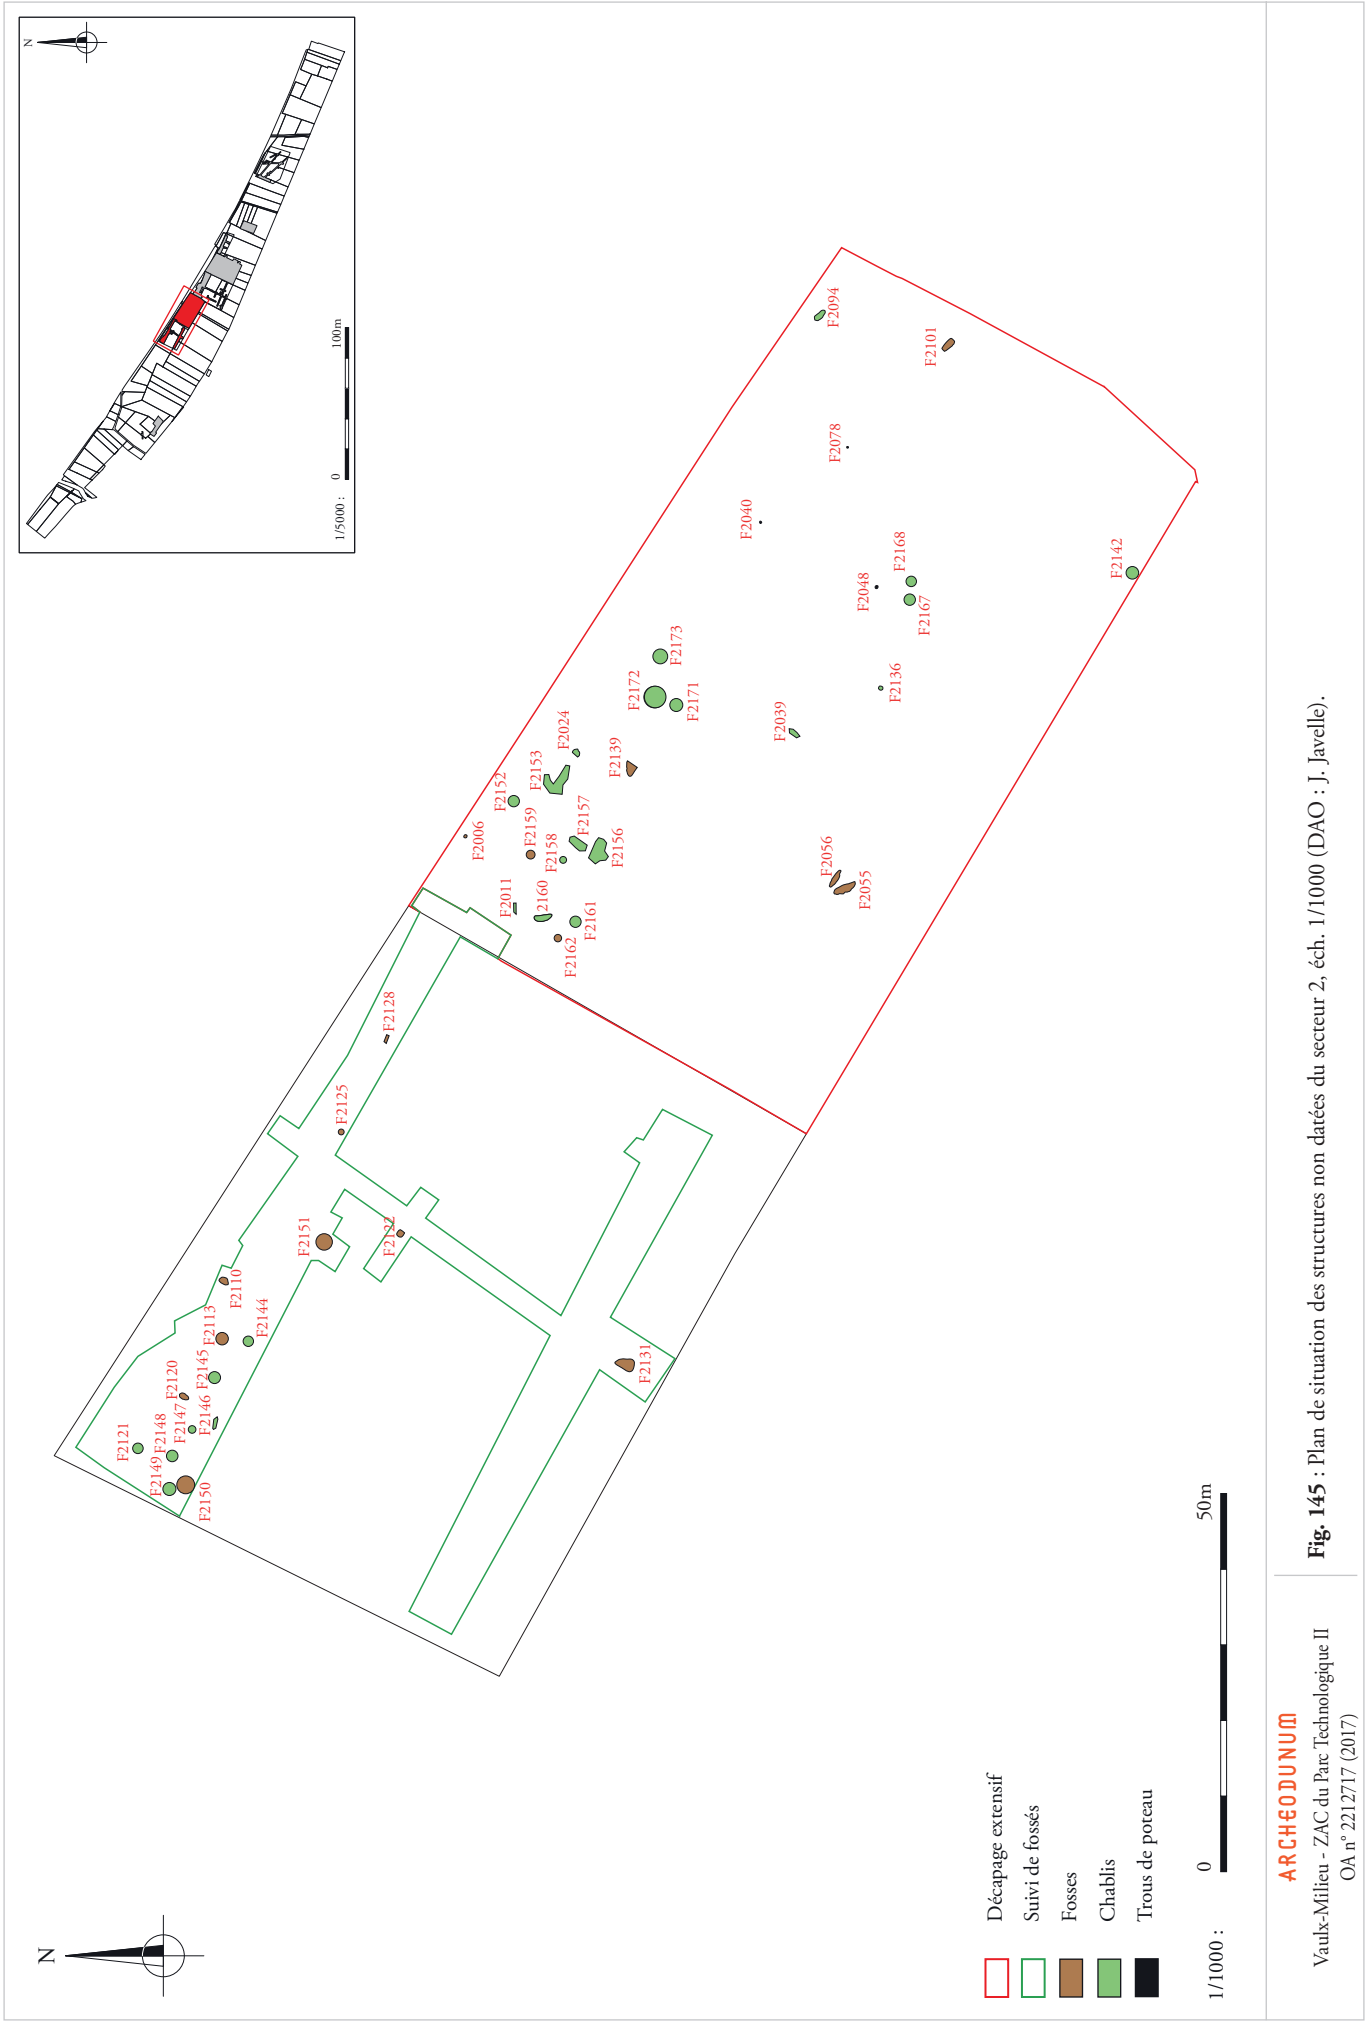 N
1/5000 :
0
100m
F2094
F2101
F2078
F2040
F2168
F2048
F2167
F2142
F2173
F2172
F2171
F2136
F2024
F2039
F2153
F2139
F2152
F2157
F2159
F2006
F2158
F2156
F2056
F2055
F2011
2160
F2161
F2162
F2128
F2125
F2151
F2122
F2110
F2113
F2144
F2145
F2120
F2146
F2147
F2148
F2121
F2149
F2150
F2131
N
Décapage extensif
Suivi de fossés
Fosses
Chablis
Trous de poteau
1/1000 :
0
50m
ARCHEODUNUM
Vaulx-Milieu - ZAC du Parc Technologique II
OA n° 2212717 (2017)
Fig. 145 : Plan de situation des structures non datées du secteur 2, éch. 1/1000 (DAO : J. Javelle).